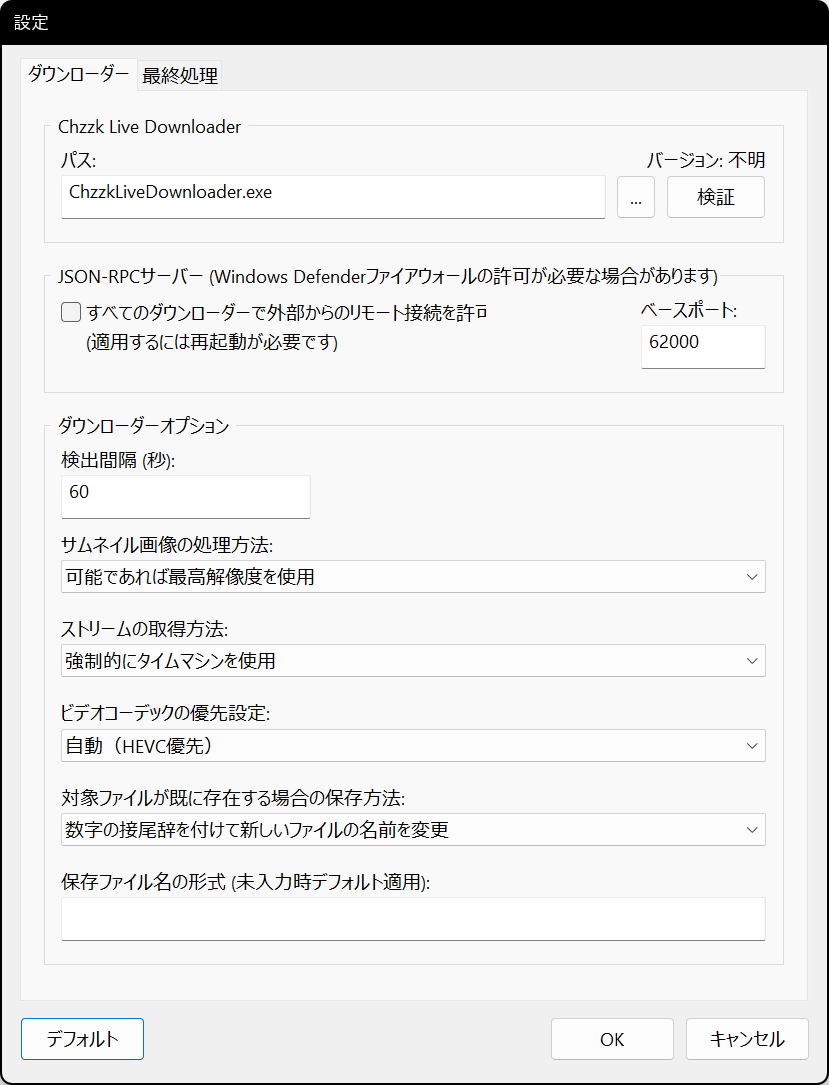 設定
ダウンローダー 最終処理
Chzzk Live Downloader
パス: バージョン: 不明
ChzzkLiveDownloader.exe ... 検証
JSON-RPCサーバー (Windows Defenderファイアウォールの許可が必要な場合があります)
すべてのダウンローダーで外部からのリモート接続を許可 ベースポート:
(適用するには再起動が必要です) 62000
ダウンローダーオプション
検出間隔 (秒):
60
サムネイル画像の処理方法:
可能であれば最高解像度を使用
ストリームの取得方法:
強制的にタイムマシンを使用
ビデオコーデックの優先設定:
自動（HEVC優先）
対象ファイルが既に存在する場合の保存方法:
数字の接尾辞を付けて新しいファイルの名前を変更
保存ファイル名の形式 (未入力時デフォルト適用):
デフォルト OK キャンセル